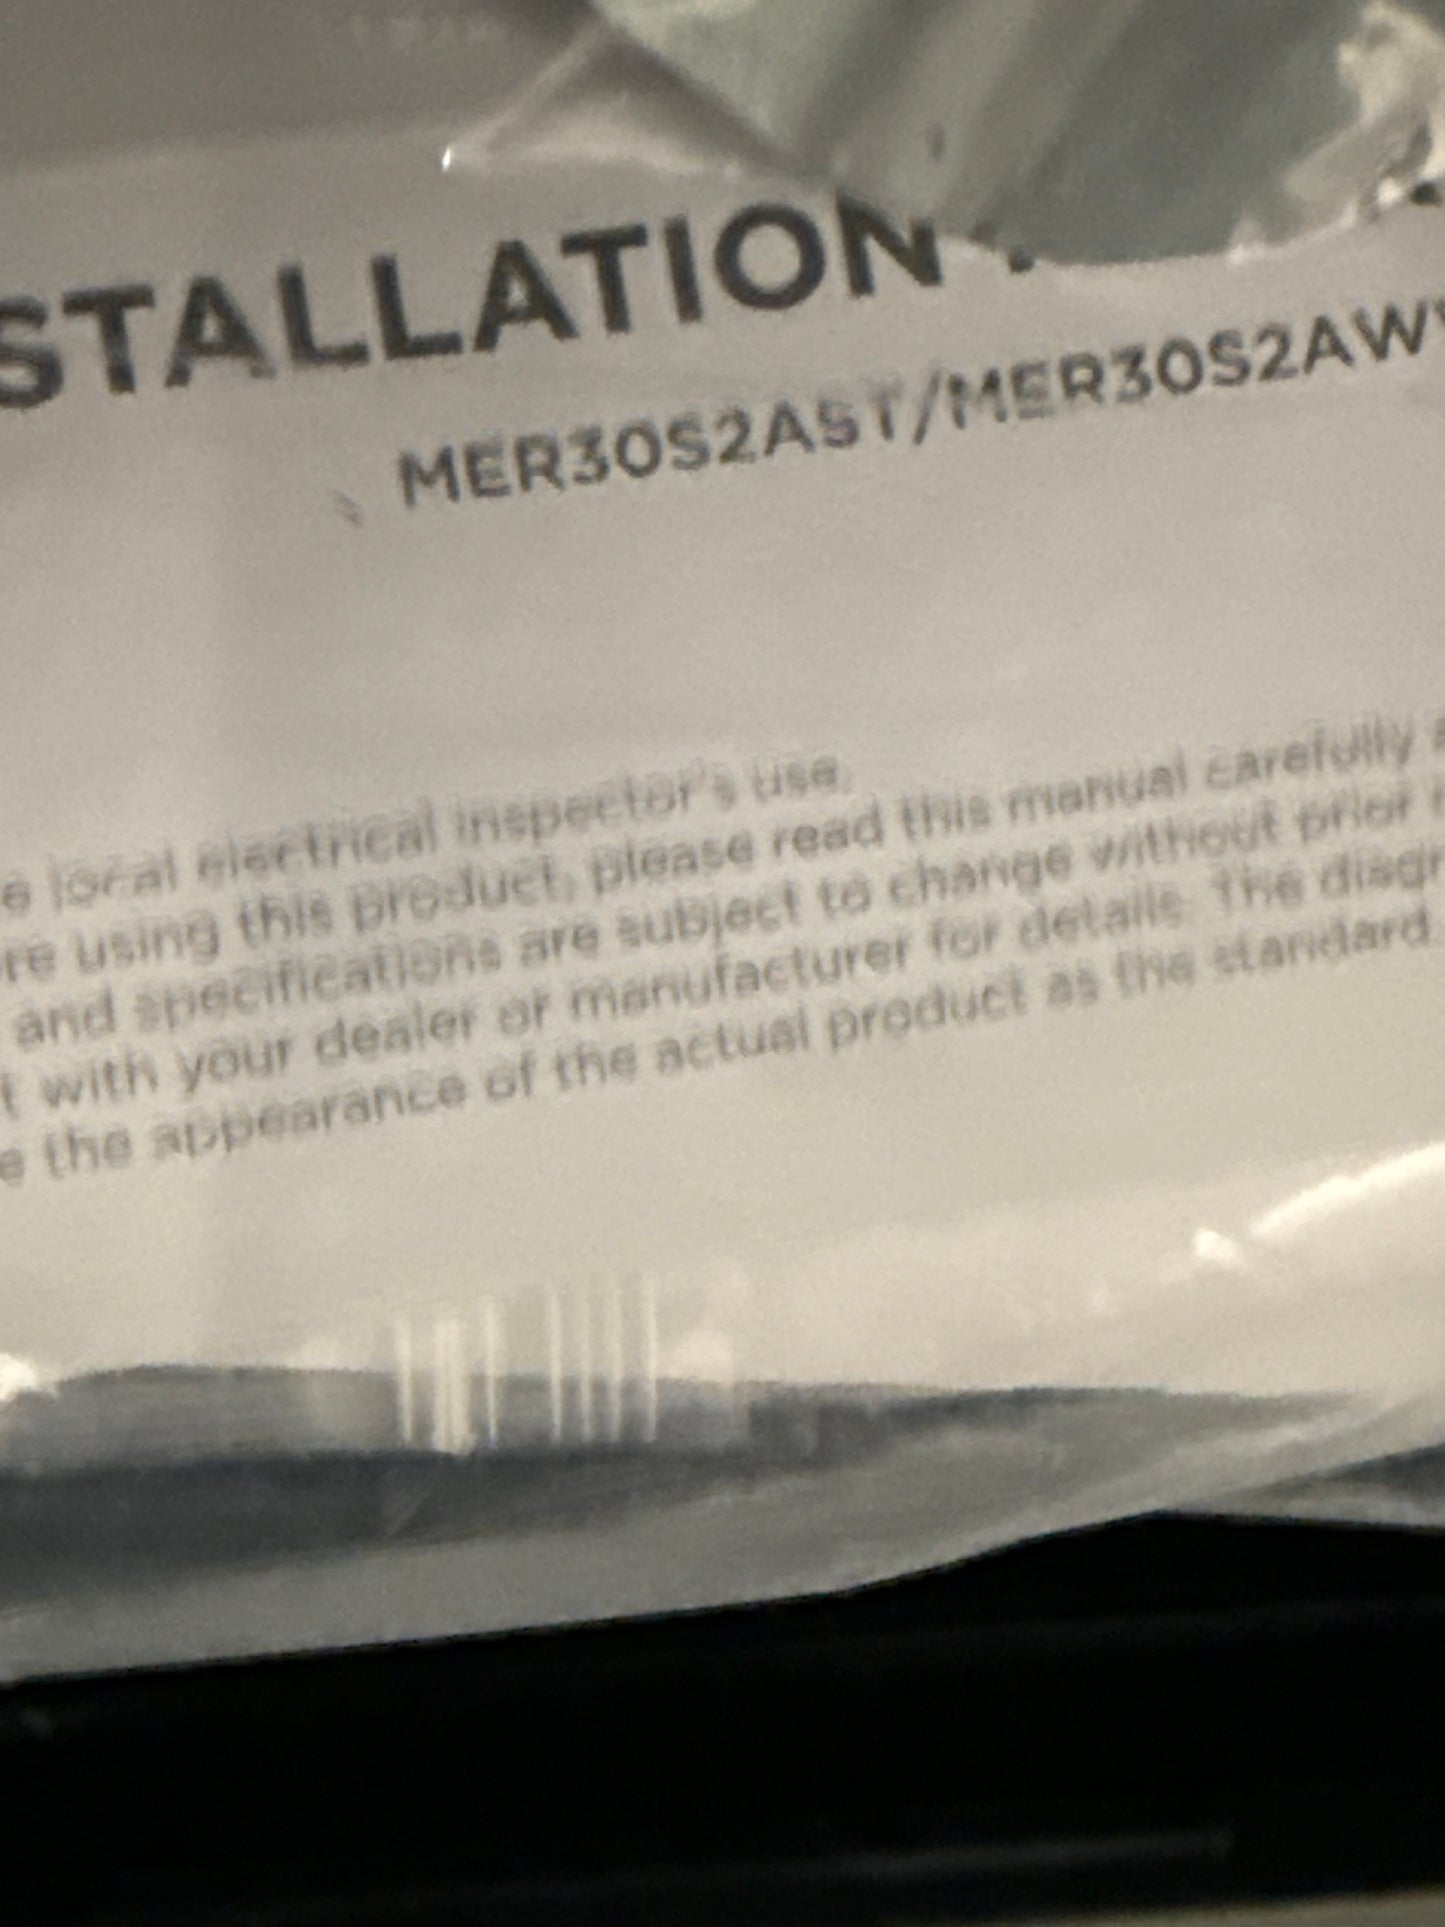 STALLATION
MER30S2AST/MER30S2AW
e local electrical inspector's use.
re using this product, please read this manual carefully
and specifications are subject to change without prior
t with your dealer or manufacturer for details. The diagr
e the appearance of the actual product as the standard.